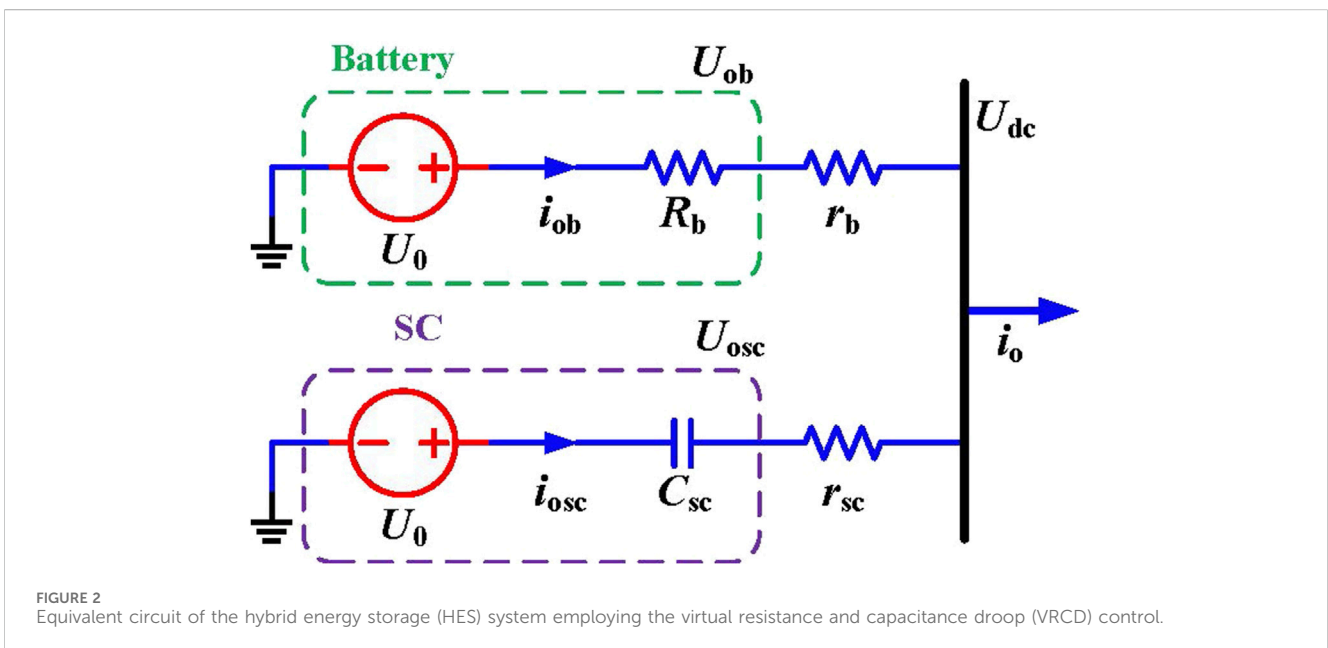 Battery
U_ob
U_dc
− +
i_ob
R_b
r_b
U_0
SC
U_osc
i_o
− +
i_osc
C_sc
r_sc
U_0
FIGURE 2
Equivalent circuit of the hybrid energy storage (HES) system employing the virtual resistance and capacitance droop (VRCD) control.